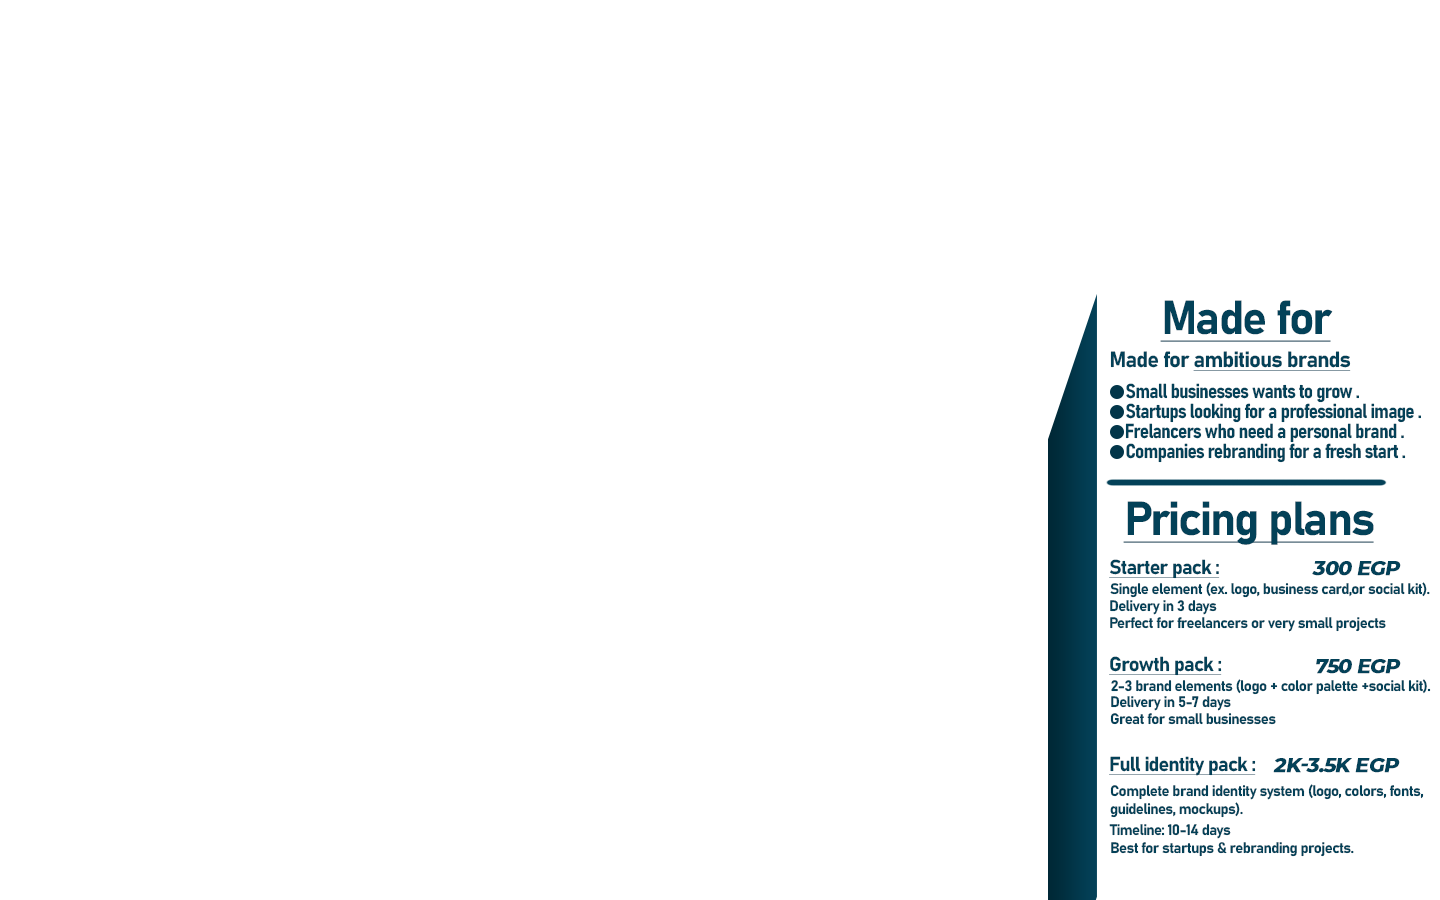 Made for
Made for ambitious brands
●Small businesses wants to grow .
●Startups looking for a professional image .
●Frelancers who need a personal brand .
●Companies rebranding for a fresh start .
Pricing plans
Starter pack : 300 EGP
Single element (ex. logo, business card,or social kit).
Delivery in 3 days
Perfect for freelancers or very small projects
Growth pack : 750 EGP
2-3 brand elements (logo + color palette +social kit).
Delivery in 5-7 days
Great for small businesses
Full identity pack : 2K-3.5K EGP
Complete brand identity system (logo, colors, fonts,
guidelines, mockups).
Timeline: 10-14 days
Best for startups & rebranding projects.